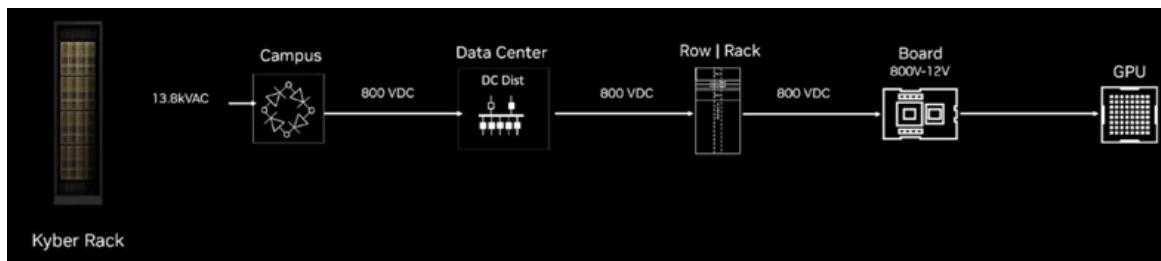 Kyber Rack
13.8kVAC
Campus
800 VDC
Data Center
DC Dist
800 VDC
Row | Rack
800 VDC
Board
800V-12V
GPU